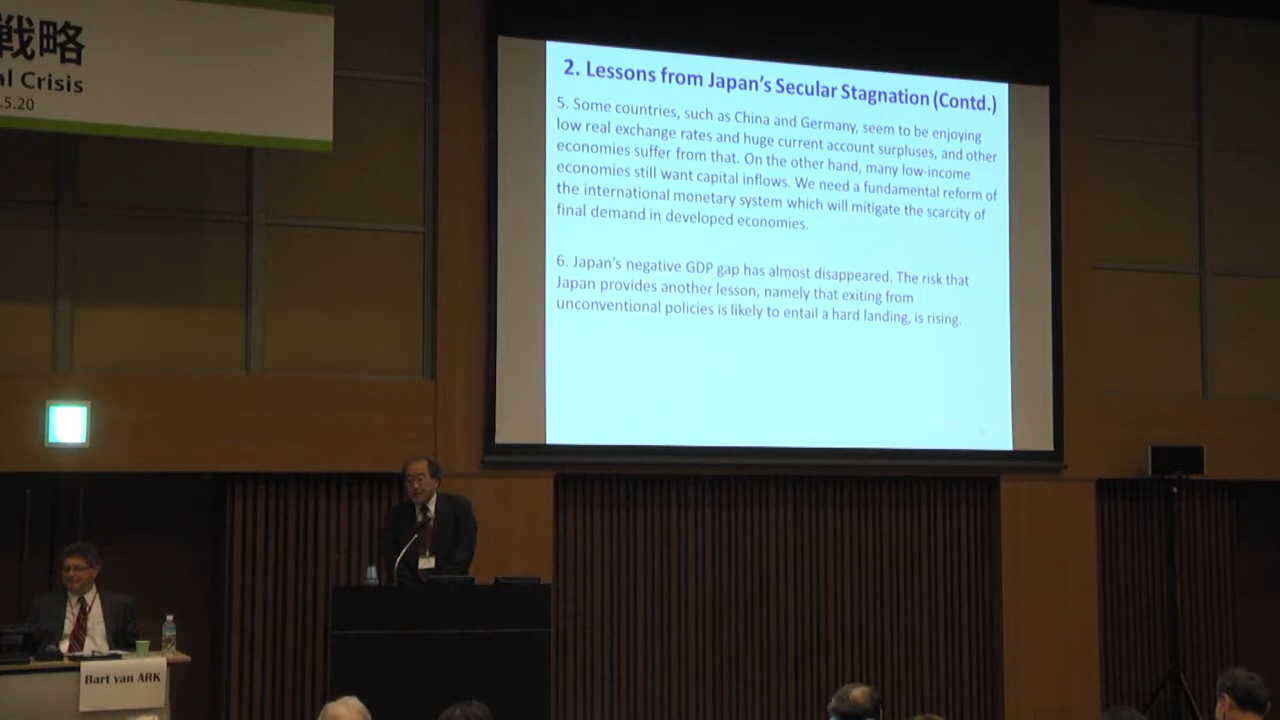 戦略
al Crisis
.5.20
2. Lessons from Japan's Secular Stagnation (Contd.)
5. Some countries, such as China and Germany, seem to be enjoying
low real exchange rates and huge current account surpluses, and other
economies suffer from that. On the other hand, many low-income
economies still want capital inflows. We need a fundamental reform of
the international monetary system which will mitigate the scarcity of
final demand in developed economies.
6. Japan's negative GDP gap has almost disappeared. The risk that
Japan provides another lesson, namely that exiting from
unconventional policies is likely to entail a hard landing, is rising.
Bart van ARK